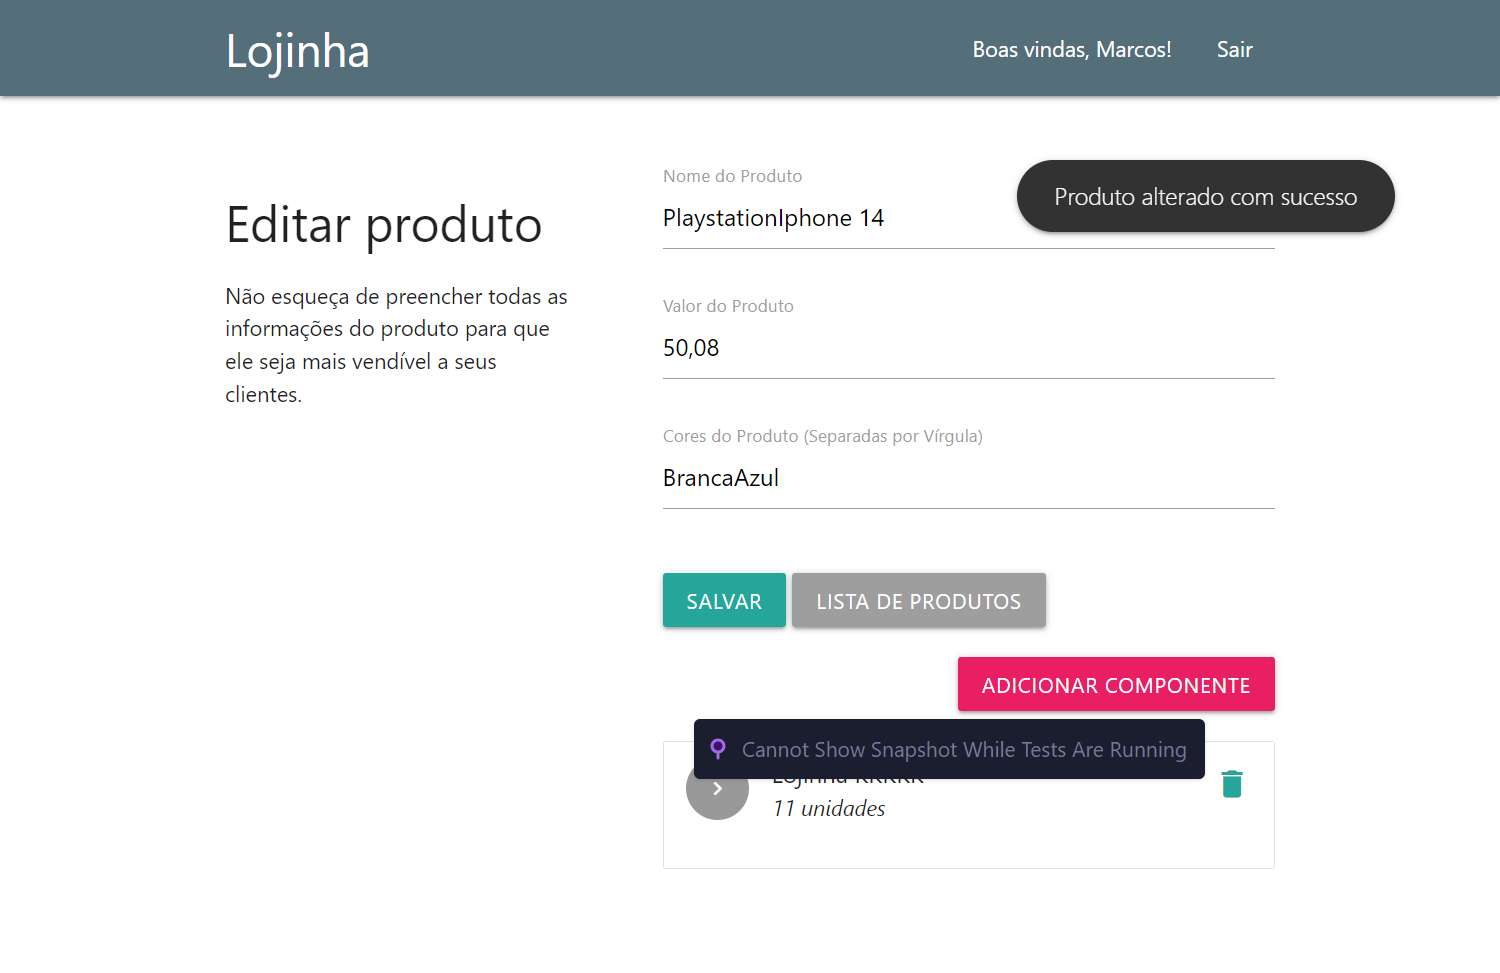 Lojinha
Boas vindas, Marcos!
Sair
Editar produto
Não esqueça de preencher todas as
informações do produto para que
ele seja mais vendível a seus
clientes.
Nome do Produto
PlaystationIphone 14
Produto alterado com sucesso
Valor do Produto
50,08
Cores do Produto (Separadas por Vírgula)
BrancaAzul
SALVAR
LISTA DE PRODUTOS
ADICIONAR COMPONENTE
Cannot Show Snapshot While Tests Are Running
Lojinha
11 unidades